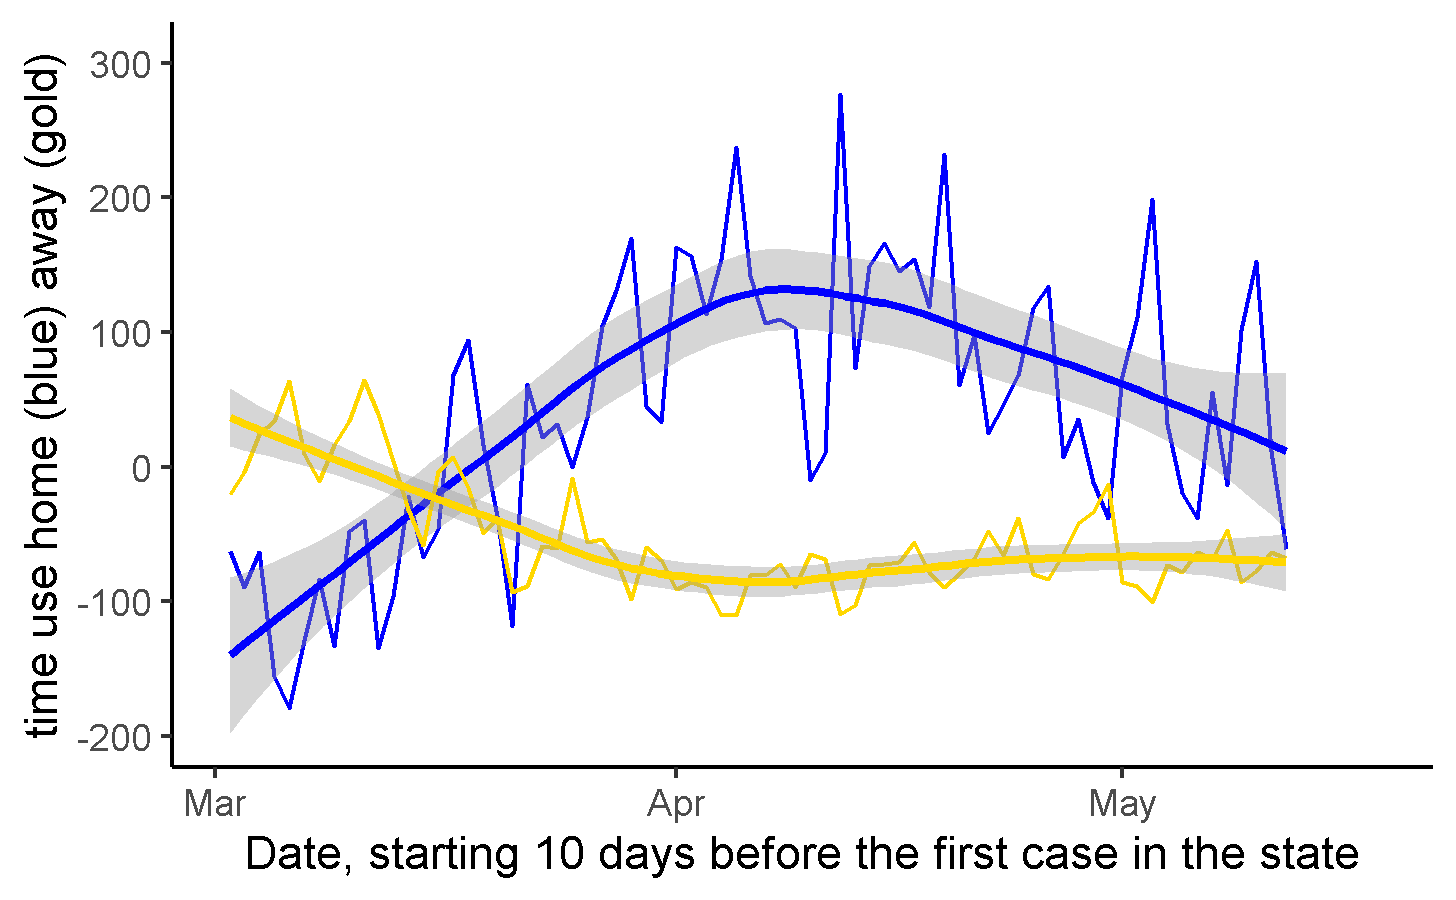 time use home (blue) away (gold)
300
200
100
0
-100
-200
Mar
Apr
May
Date, starting 10 days before the first case in the state